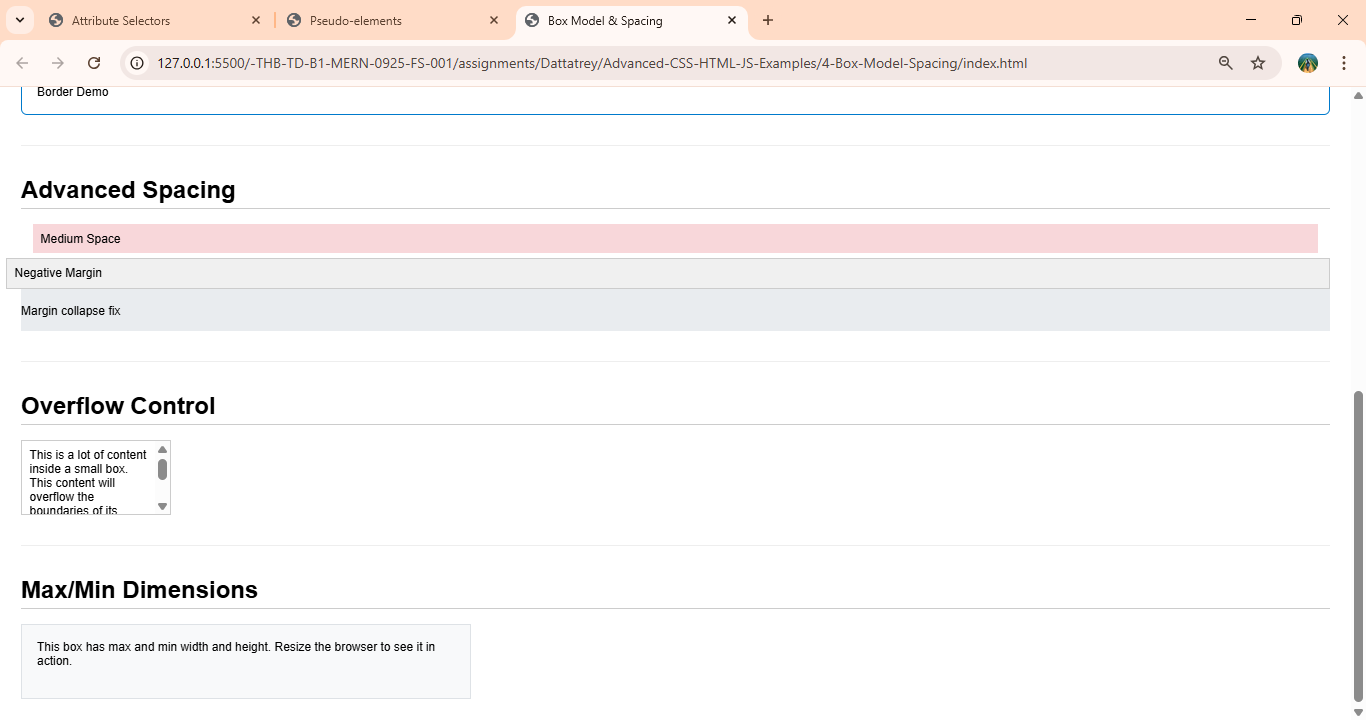 Attribute Selectors
Pseudo-elements
Box Model & Spacing
127.0.0.1:5500/-THB-TD-B1-MERN-0925-FS-001/assignments/Dattatrey/Advanced-CSS-HTML-JS-Examples/4-Box-Model-Spacing/index.html
Border Demo
Advanced Spacing
Medium Space
Negative Margin
Margin collapse fix
Overflow Control
This is a lot of content
inside a small box.
This content will
overflow the
boundaries of its
Max/Min Dimensions
This box has max and min width and height. Resize the browser to see it in
action.